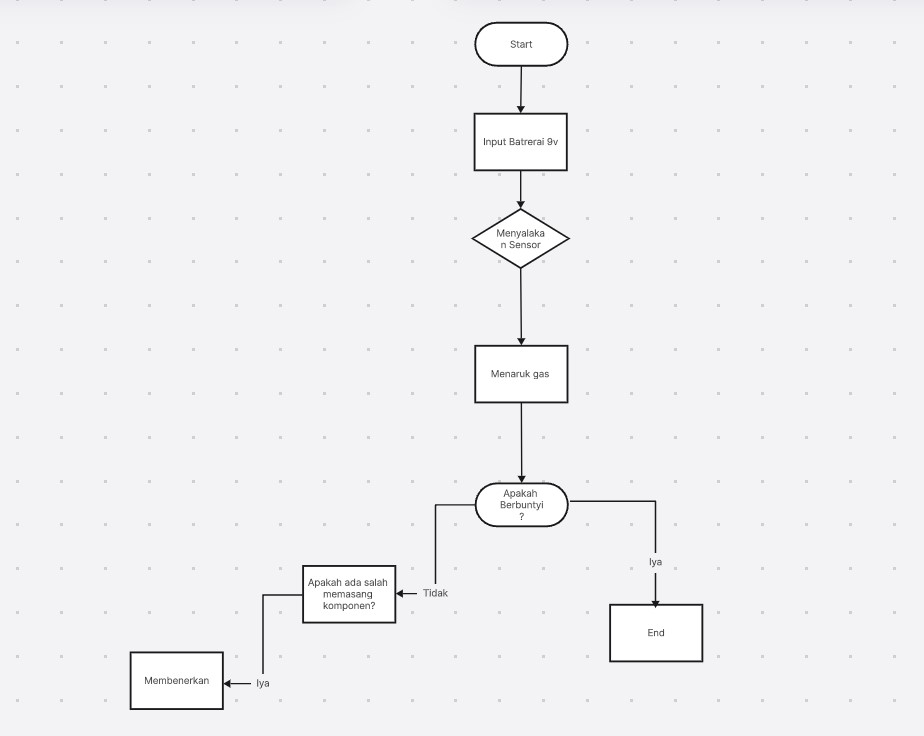 Start
Input Batrerai 9v
Menyalaka
n Sensor
Menaruk gas
Apakah
Berbuntyi
?
Iya
Tidak
Apakah ada salah
memasang
komponen?
End
Iya
Membenerkan